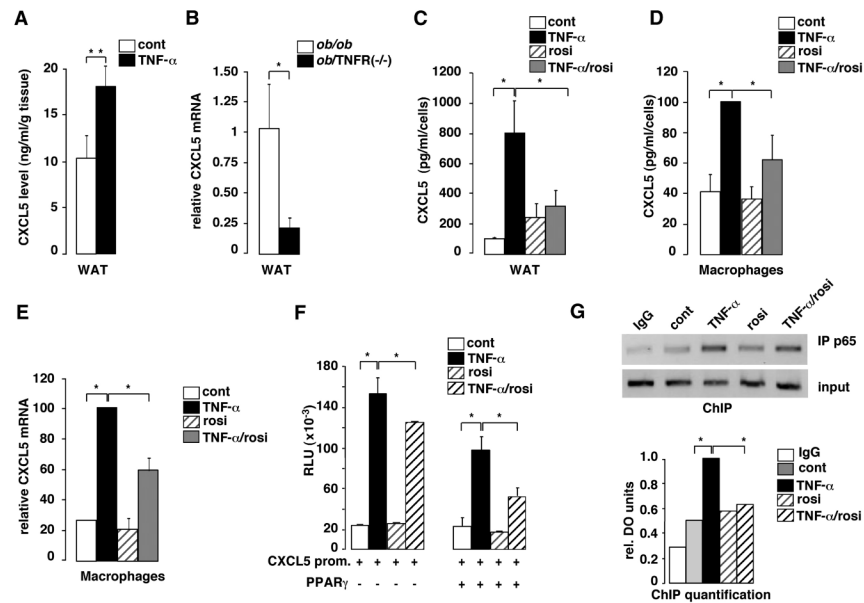 A
cont
TNF-α
* *
CXCL5 level (ng/ml/g tissue)
20
15
10
5
0
WAT
B
ob/ob
ob/TNFR(-/-)
*
relative CXCL5 mRNA
1.50
1.25
1
0.75
0.50
0.25
0
WAT
C
cont
TNF-α
rosi
TNF-α/rosi
* *
CXCL5 (pg/ml/cells)
1200
1000
800
600
400
200
0
WAT
D
cont
TNF-α
rosi
TNF-α/rosi
* *
CXCL5 (pg/ml/cells)
120
100
80
60
40
20
0
Macrophages
E
cont
TNF-α
rosi
TNF-α/rosi
* *
relative CXCL5 mRNA
120
100
80
60
40
20
0
Macrophages
F
cont
TNF-α
rosi
TNF-α/rosi
* *
* *
RLU (x10-3)
180
140
100
60
20
0
CXCL5 prom. + + + + + + + +
PPARγ - - - - + + + +
G
IgG cont TNF-α rosi TNF-α/rosi
IP p65
input
ChIP
IgG
cont
TNF-α
rosi
TNF-α/rosi
* *
rel. DO units
1.0
0.8
0.6
0.4
0.2
0
ChIP quantification